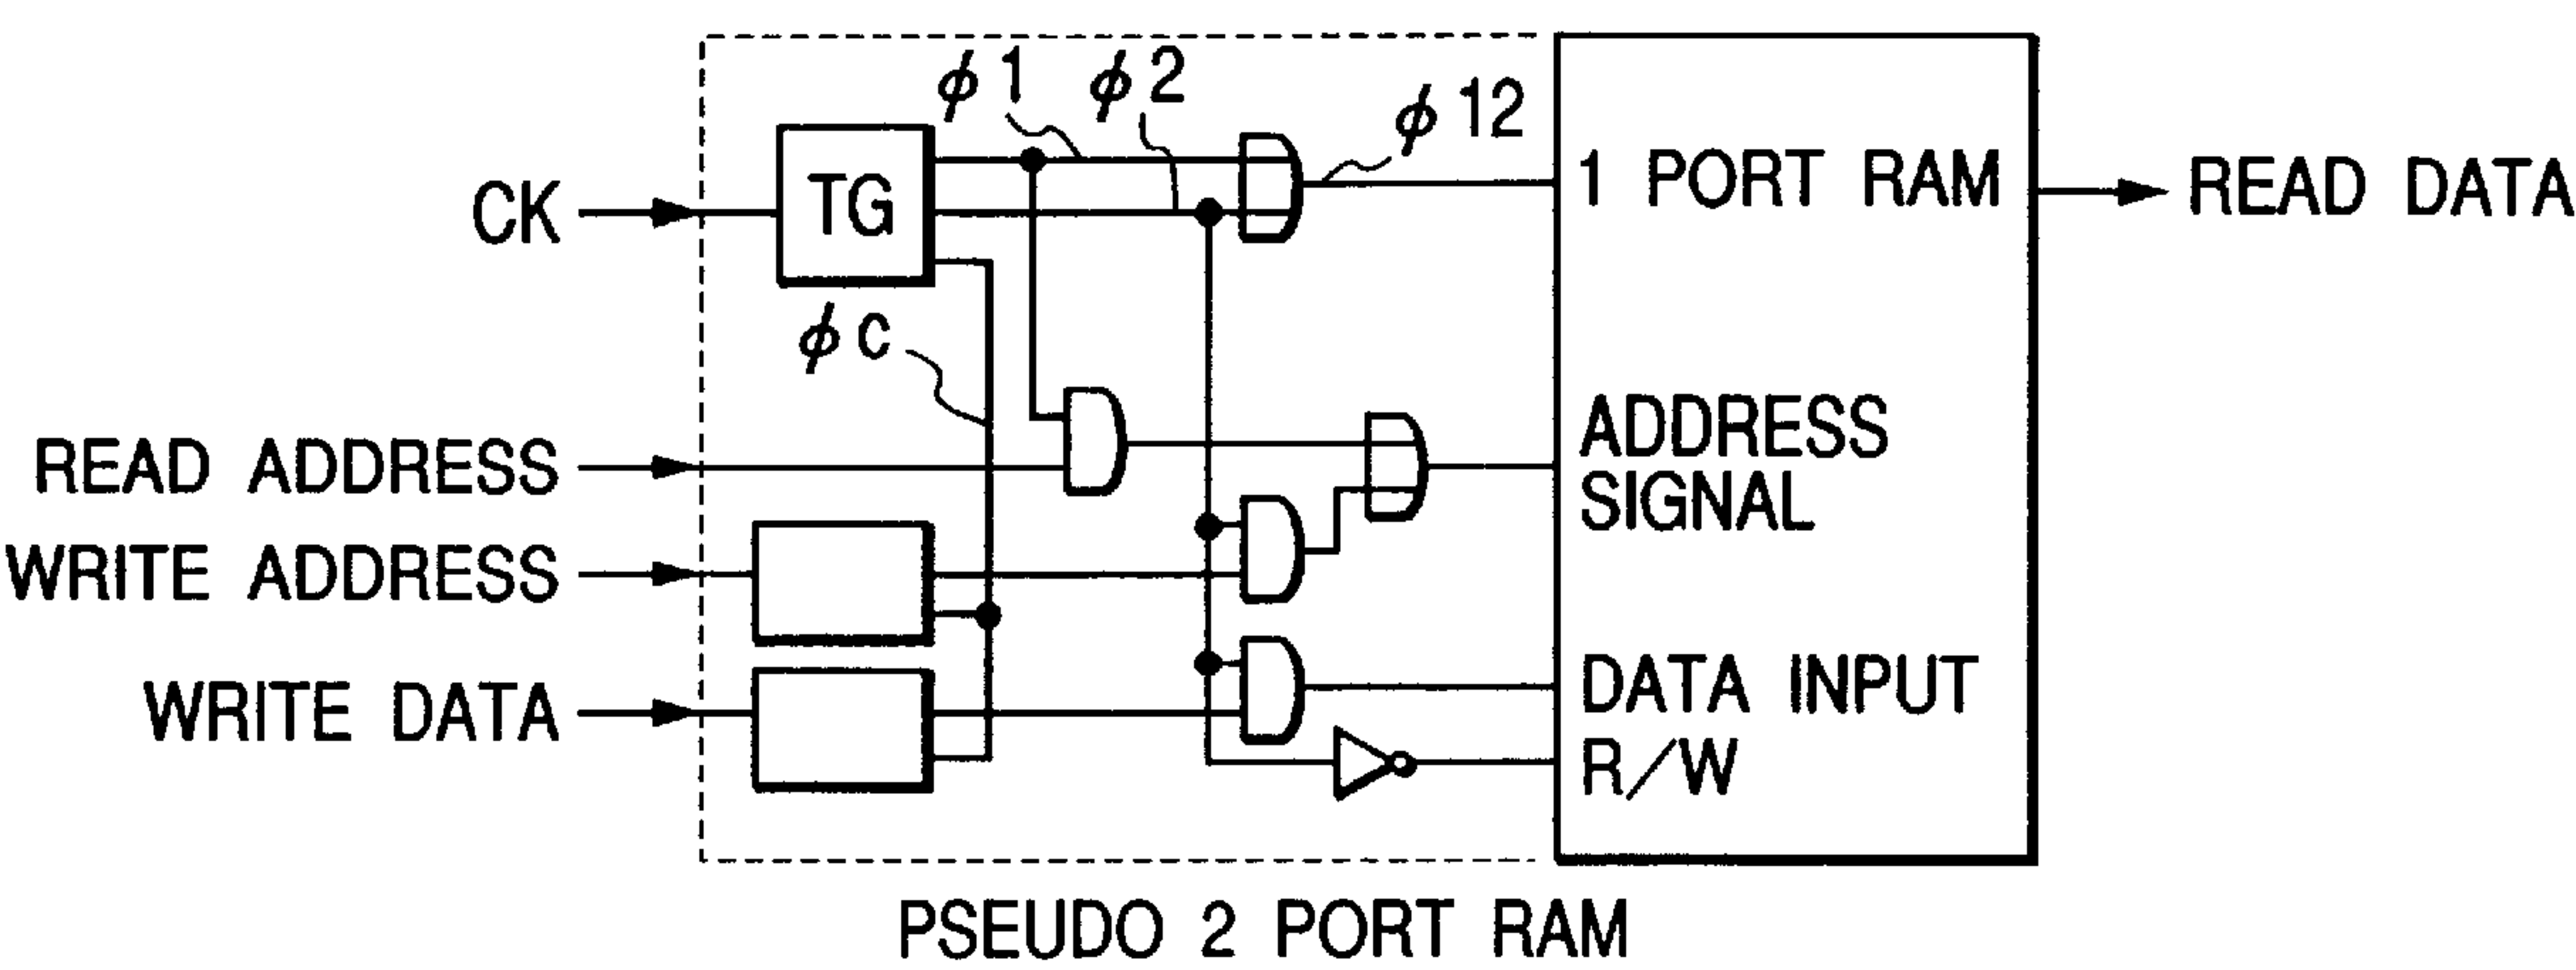 ϕ1
ϕ2
ϕ12
CK
TG
1 PORT RAM
READ DATA
ϕc
READ ADDRESS
ADDRESS
SIGNAL
WRITE ADDRESS
WRITE DATA
DATA INPUT
R/W
PSEUDO 2 PORT RAM